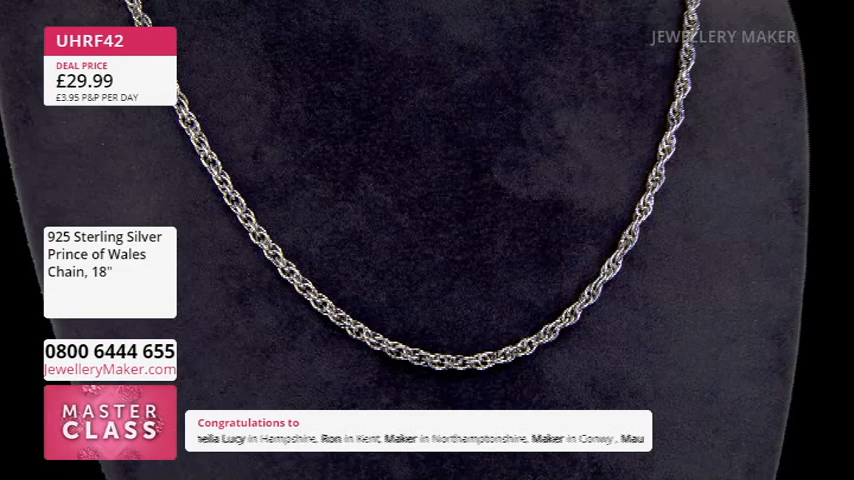 UHRF42
JEWELLERY MAKER
DEAL PRICE
£29.99
£3.95 P&P PER DAY
925 Sterling Silver
Prince of Wales
Chain, 18"
0800 6444 655
JewelleryMaker.com
MASTER
CLASS
Congratulations to
Lucy in Hampshire, Ron in Kent, Maker in Northamptonshire, Maker in Conwy, Mau